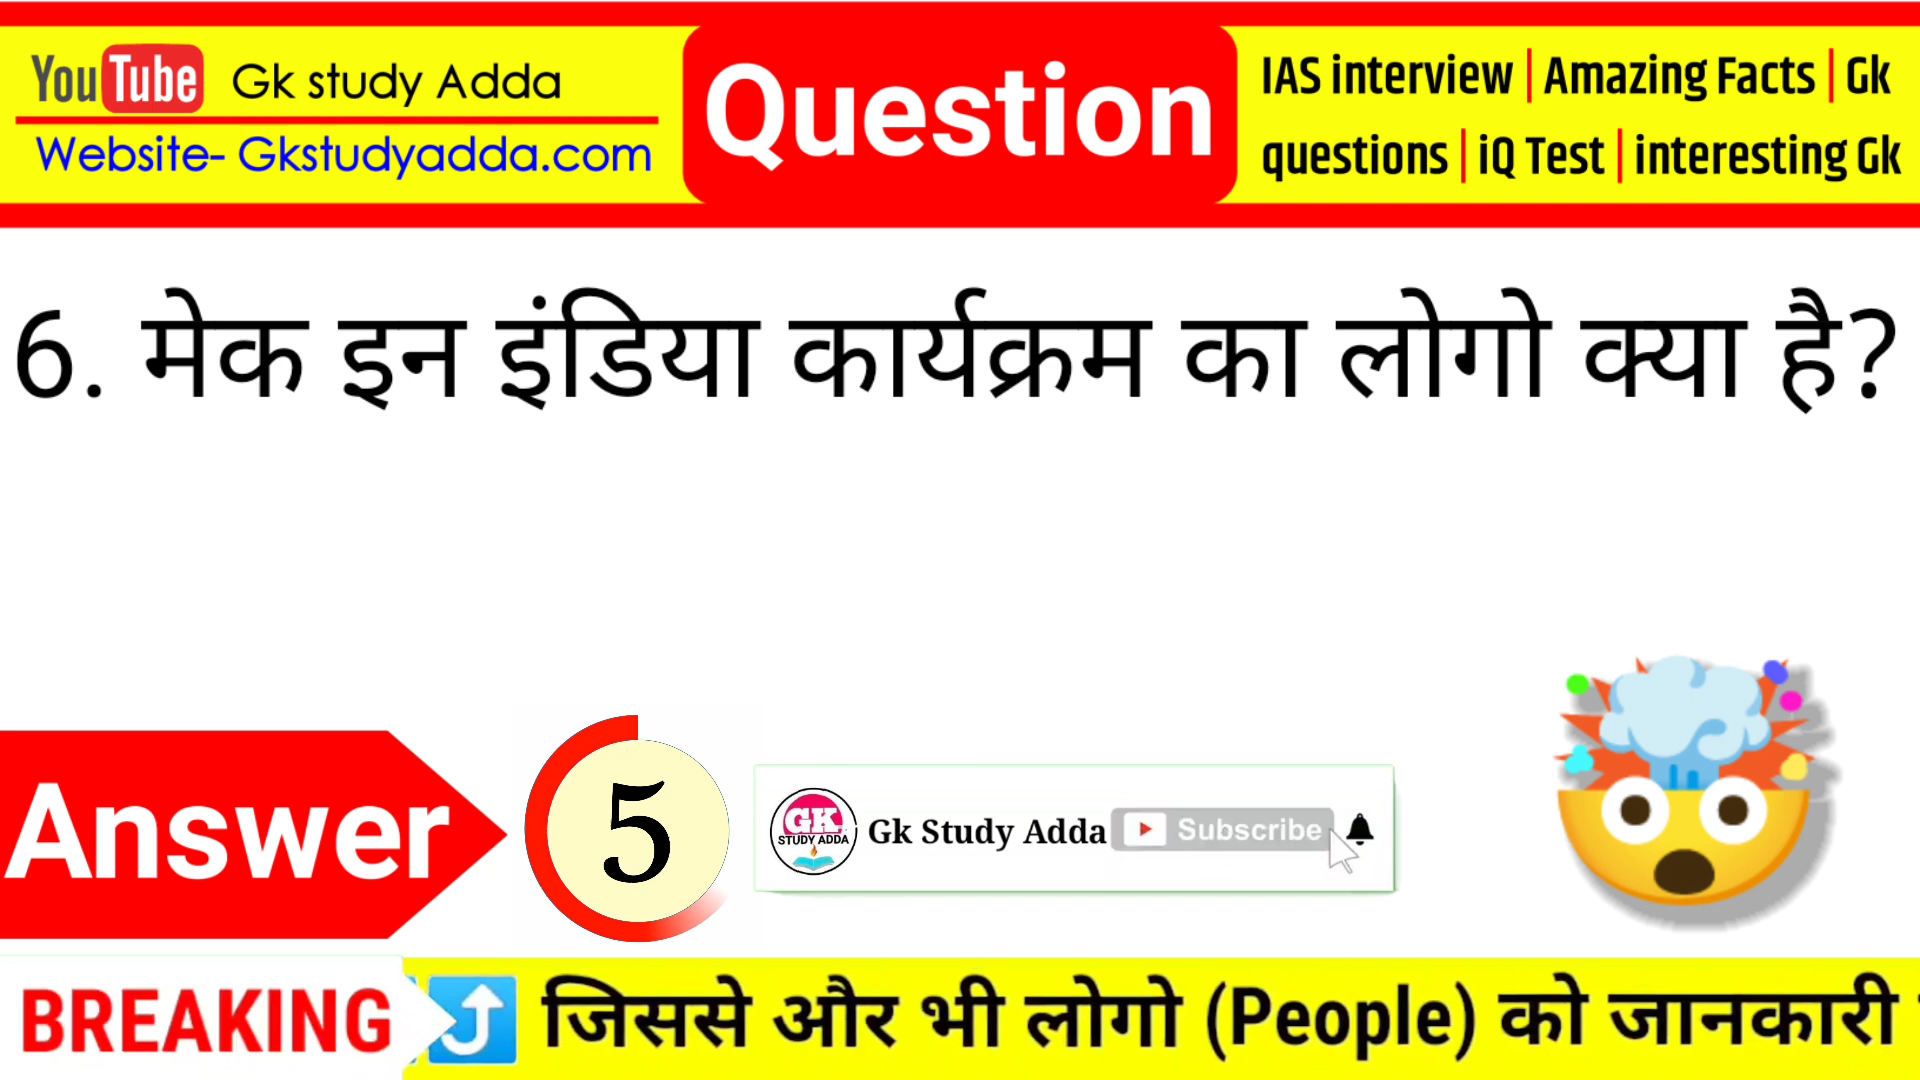 YouTube Gk study Adda
Website- Gkstudyadda.com
Question
IAS interview | Amazing Facts | Gk
questions | iQ Test | interesting Gk
6. मेक इन इंडिया कार्यक्रम का लोगो क्या है?
Answer
5
GK
STUDY ADDA
Gk Study Adda
Subscribe
BREAKING
जिससे और भी लोगो (People) को जानकारी